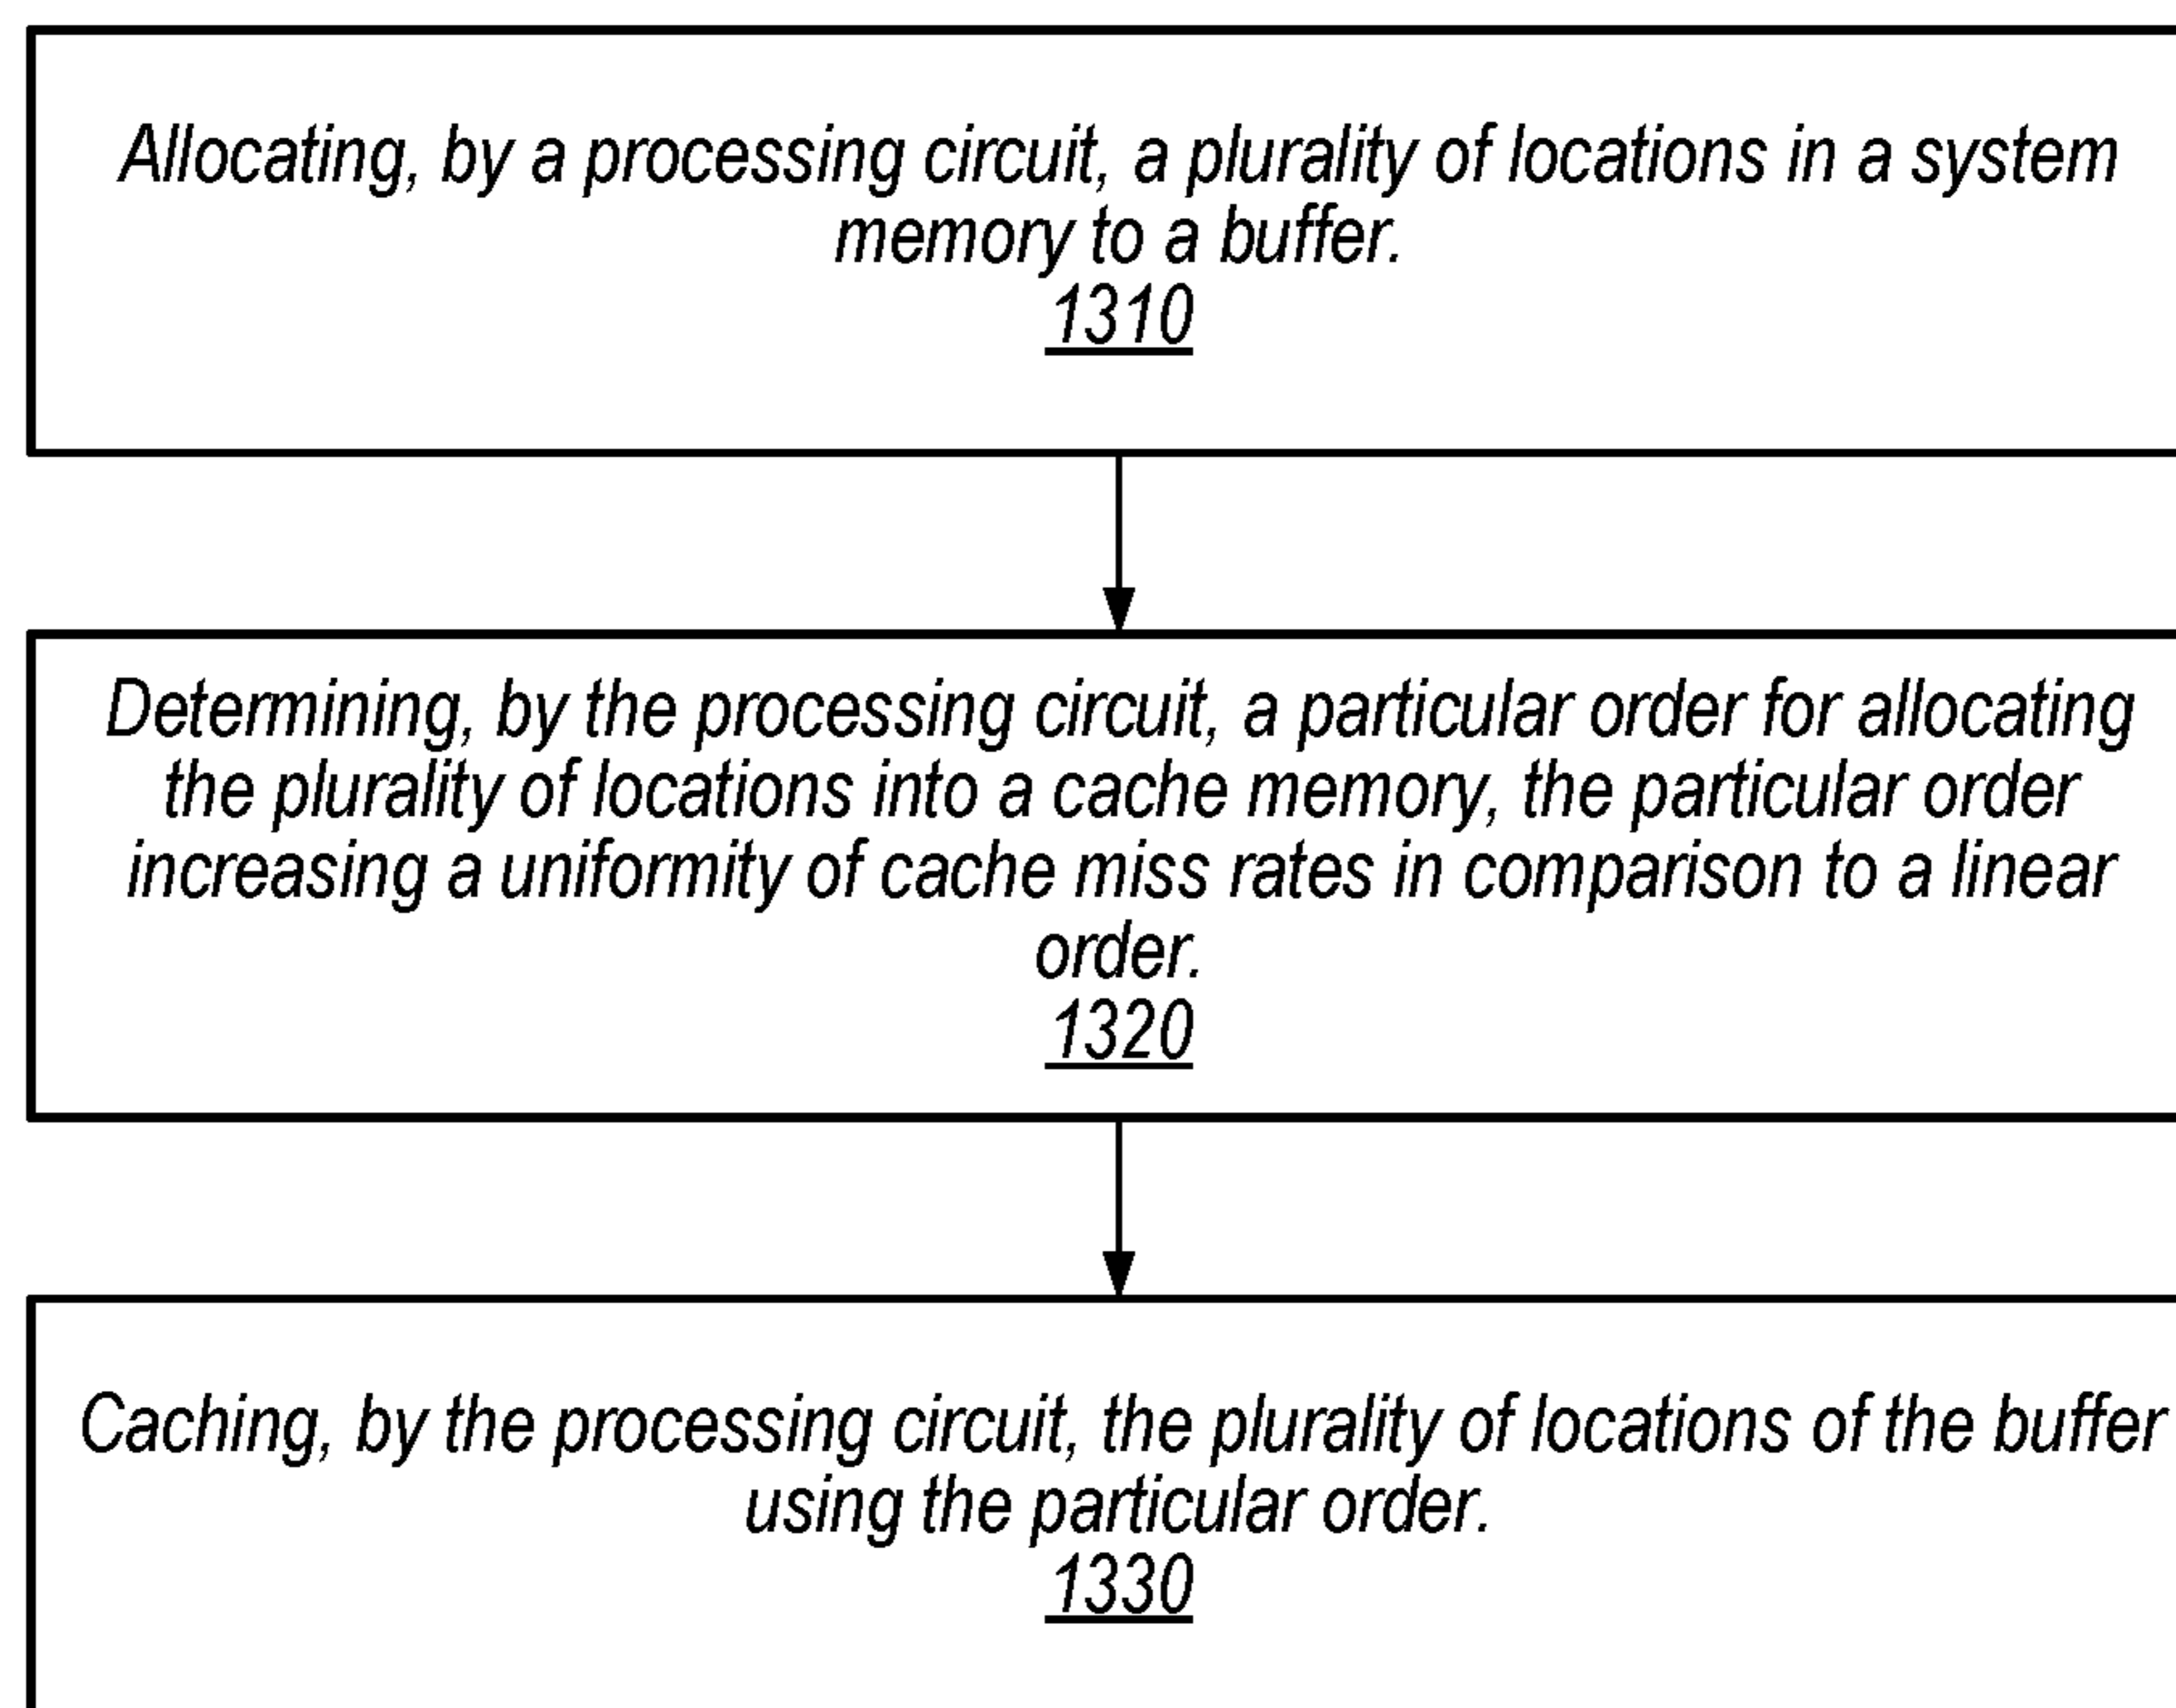 Allocating, by a processing circuit, a plurality of locations in a system
memory to a buffer.
1310
Determining, by the processing circuit, a particular order for allocating
the plurality of locations into a cache memory, the particular order
increasing a uniformity of cache miss rates in comparison to a linear
order.
1320
Caching, by the processing circuit, the plurality of locations of the buffer
using the particular order.
1330